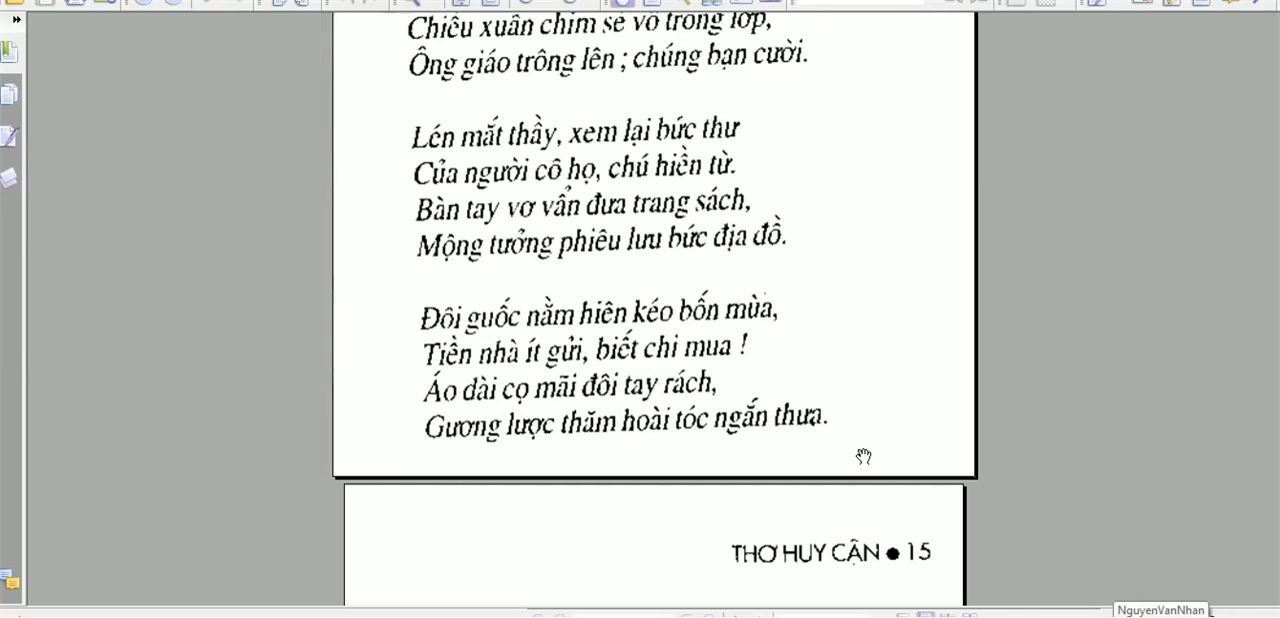 Chiều xuân chim sẻ vô trong lớp,
Ông giáo trông lên ; chúng bạn cười.
Lén mắt thầy, xem lại bức thư
Của người cô họ, chú hiền từ.
Bàn tay vơ vẩn đưa trang sách,
Mộng tưởng phiêu lưu bức địa đồ.
Đôi guốc nằm hiên kéo bốn mùa,
Tiền nhà ít gửi, biết chi mua !
Áo dài cọ mãi đôi tay rách,
Gương lược thăm hoài tóc ngắn thưa.
THƠ HUY CẬN ● 15
NguyenVanNhan